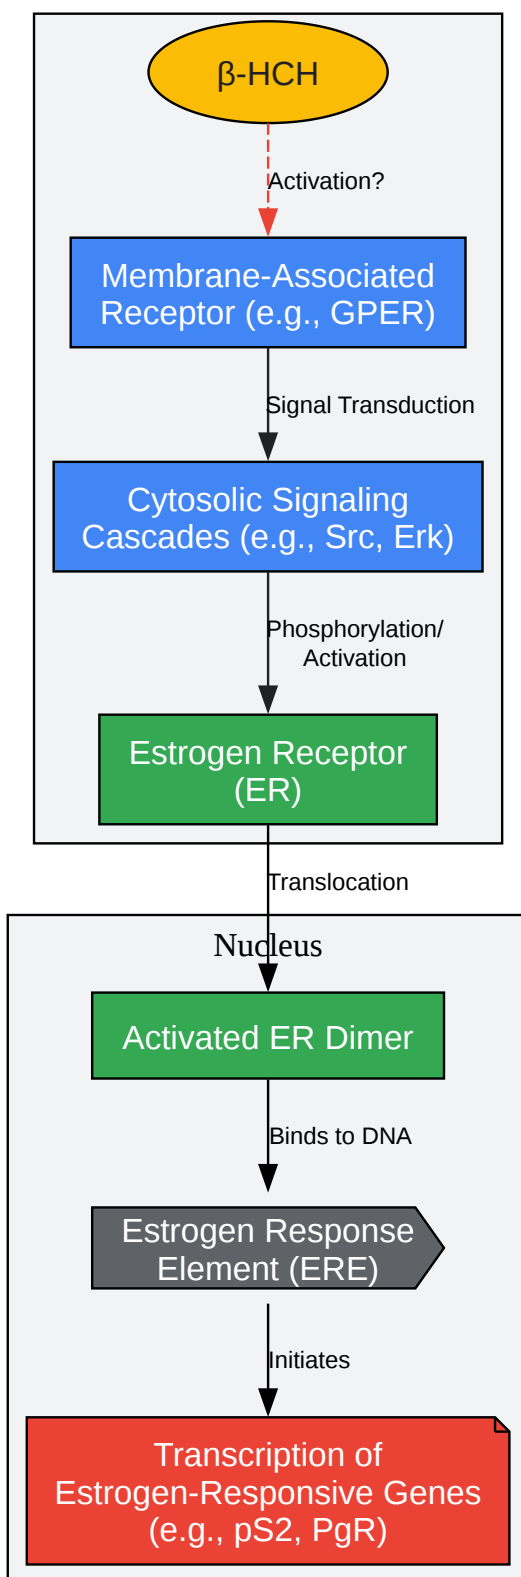 β-HCH
Activation?
Membrane-Associated
Receptor (e.g., GPER)
Signal Transduction
Cytosolic Signaling
Cascades (e.g., Src, Erk)
Phosphorylation/
Activation
Estrogen Receptor
(ER)
Translocation
Nucleus
Activated ER Dimer
Binds to DNA
Estrogen Response
Element (ERE)
Initiates
Transcription of
Estrogen-Responsive Genes
(e.g., pS2, PgR)